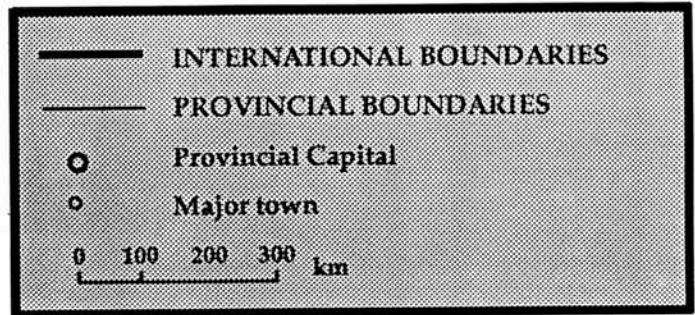 INTERNATIONAL BOUNDARIES
PROVINCIAL BOUNDARIES
Provincial Capital
Major town
0 100 200 300 km